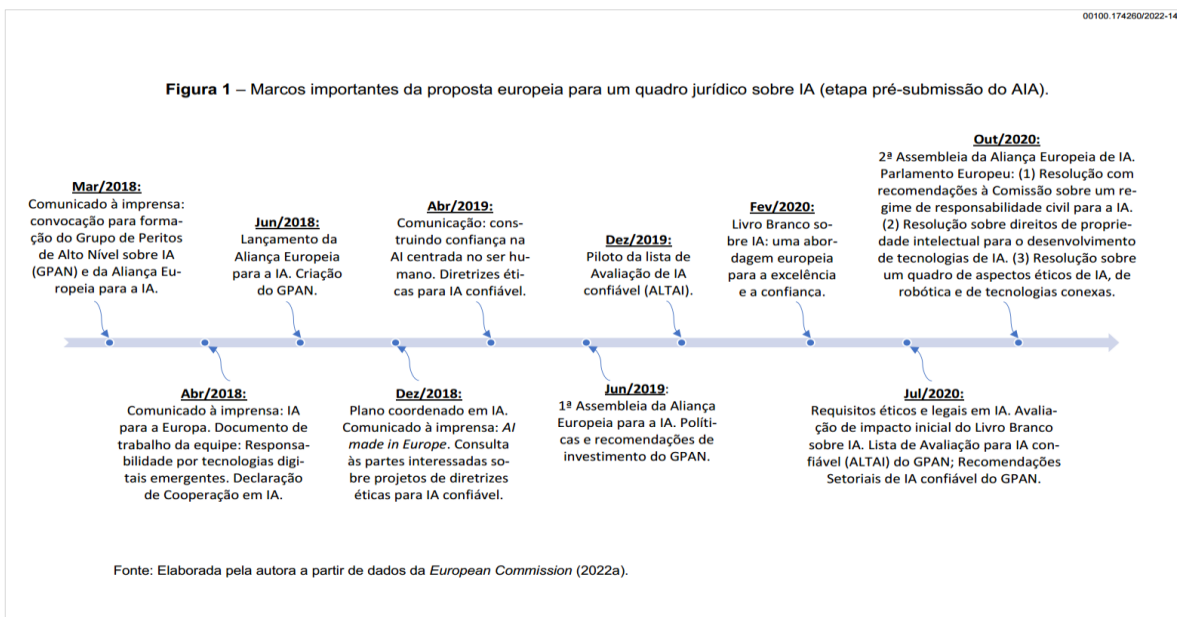 00100.174260/2022-14
Figura 1 – Marcos importantes da proposta europeia para um quadro jurídico sobre IA (etapa pré-submissão do AIA).
Mar/2018:
Comunicado à imprensa:
convocação para forma-
ção do Grupo de Peritos
de Alto Nível sobre IA
(GPAN) e da Aliança Eu-
ropeia para a IA.
Abr/2018:
Comunicado à imprensa: IA
para a Europa. Documento de
trabalho da equipe: Responsa-
bilidade por tecnologias digi-
tais emergentes. Declaração
de Cooperação em IA.
Jun/2018:
Lançamento da
Aliança Europeia
para a IA. Criação
do GPAN.
Dez/2018:
Plano coordenado em IA.
Comunicado à imprensa: AI
made in Europe. Consulta
às partes interessadas so-
bre projetos de diretrizes
éticas para IA confiável.
Abr/2019:
Comunicação: cons-
truindo confiança na
AI centrada no ser hu-
mano. Diretrizes éti-
cas para IA confiável.
Jun/2019:
1ª Assembleia da Aliança
Europeia para a IA. Políti-
cas e recomendações de
investimento do GPAN.
Dez/2019:
Piloto da lista de
Avaliação de IA
confiável (ALTAI).
Fev/2020:
Livro Branco so-
bre IA: uma abor-
dagem europeia
para a excelência
e a confiança.
Jul/2020:
Requisitos éticos e legais em IA. Avalia-
ção de impacto inicial do Livro Branco
sobre IA. Lista de Avaliação para IA con-
fiável (ALTAI) do GPAN; Recomendações
Setoriais de IA confiável do GPAN.
Out/2020:
2ª Assembleia da Aliança Europeia de IA.
Parlamento Europeu: (1) Resolução com
recomendações à Comissão sobre um re-
gime de responsabilidade civil para a IA.
(2) Resolução sobre direitos de proprie-
dade intelectual para o desenvolvimento
de tecnologias de IA. (3) Resolução sobre
um quadro de aspectos éticos de IA, de
robótica e de tecnologias conexas.
Fonte: Elaborada pela autora a partir de dados da European Commission (2022a).